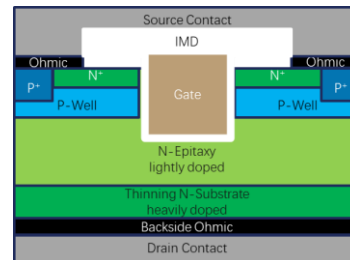 Source Contact
IMD
Ohmic
Ohmic
N+
N+
P+
P+
Gate
P-Well
P-Well
N-Epitaxy
lightly doped
Thinning N-Substrate
heavily doped
Backside Ohmic
Drain Contact